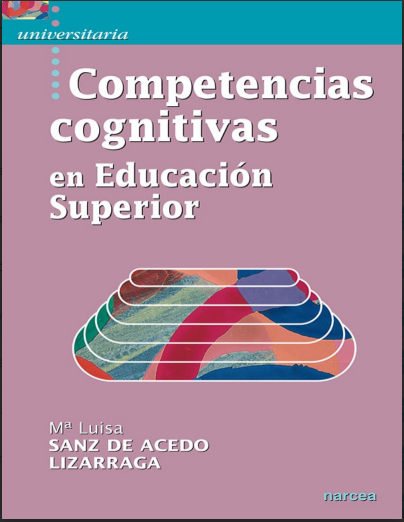 universitaria
Competencias
cognitivas
en Educación
Superior
Mª Luisa
SANZ DE ACEDO
LIZARRAGA
narcea